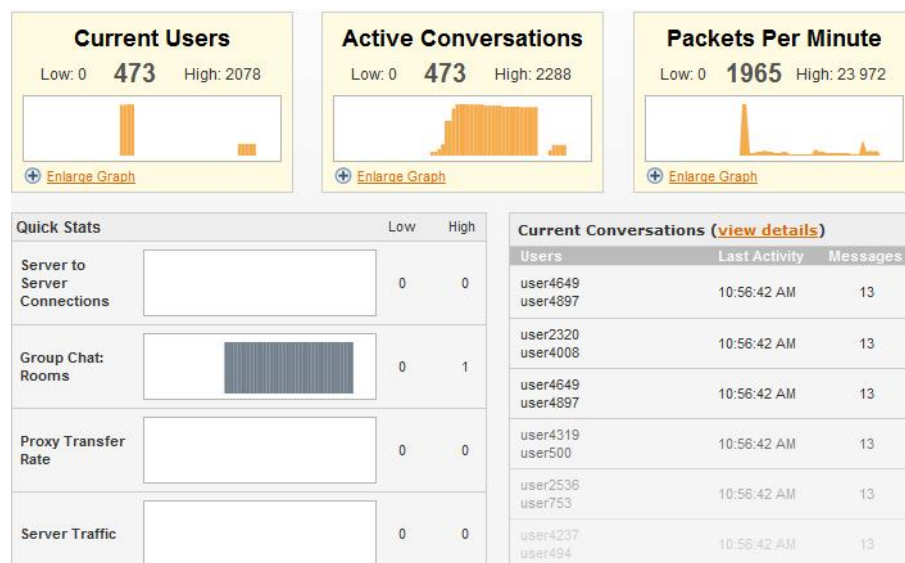 Current Users
Low: 0 473 High: 2078
Enlarge Graph
Active Conversations
Low: 0 473 High: 2288
Enlarge Graph
Packets Per Minute
Low: 0 1965 High: 23 972
Enlarge Graph
Quick Stats Low High
Server to
Server
Connections
0 0
Group Chat:
Rooms
0 1
Proxy Transfer
Rate
0 0
Server Traffic 0 0
Current Conversations (view details)
Users Last Activity Messages
user4649
user4897
10:56:42 AM 13
user2320
user4008
10:56:42 AM 13
user4649
user4897
10:56:42 AM 13
user4319
user500
10:56:42 AM 13
user2536
user753
10:56:42 AM 13
user4237
user494
10:56:42 AM 13